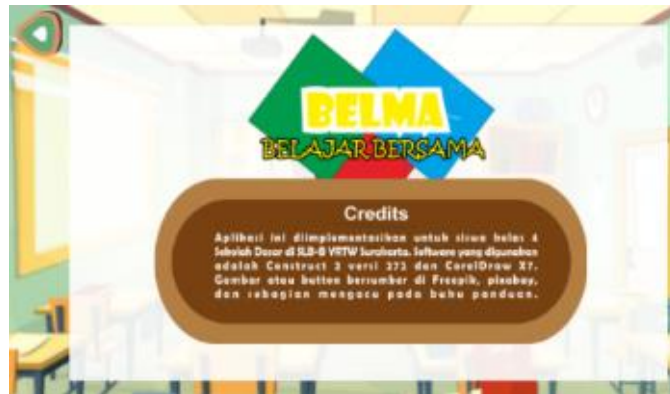 BELMA
BELAJAR BERSAMA
Credits
Aplikasi ini diimplementasikan untuk siswa kelas 4
Sekolah Dasar di SLB-B YRTW Surakarta. Software yang digunakan
adalah Construct 2 versi 272 dan CorelDraw X7.
Gambar atau button bersumber di Freepik, pixabay,
dan sebagian mengacu pada buku panduan.